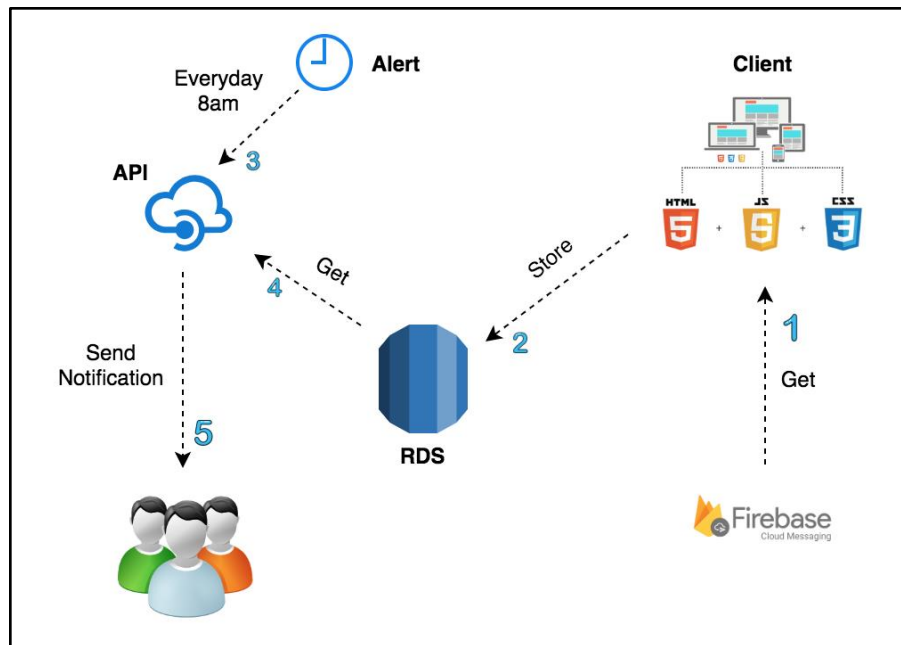 Alert
Client
Everyday
8am
3
API
HTML
JS
CSS
5
5
3
+
+
Get
4
Store
2
1
Get
Send
Notification
5
RDS
Firebase
Cloud Messaging